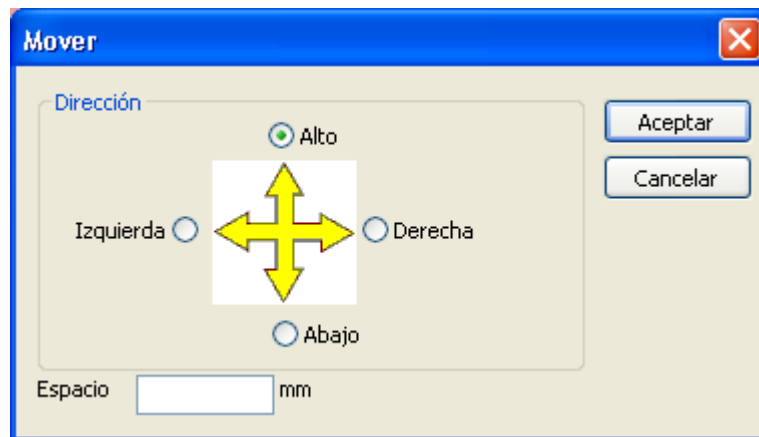 Mover
Dirección
Alto
Aceptar
Cancelar
Izquierda
Derecha
Abajo
Espacio mm